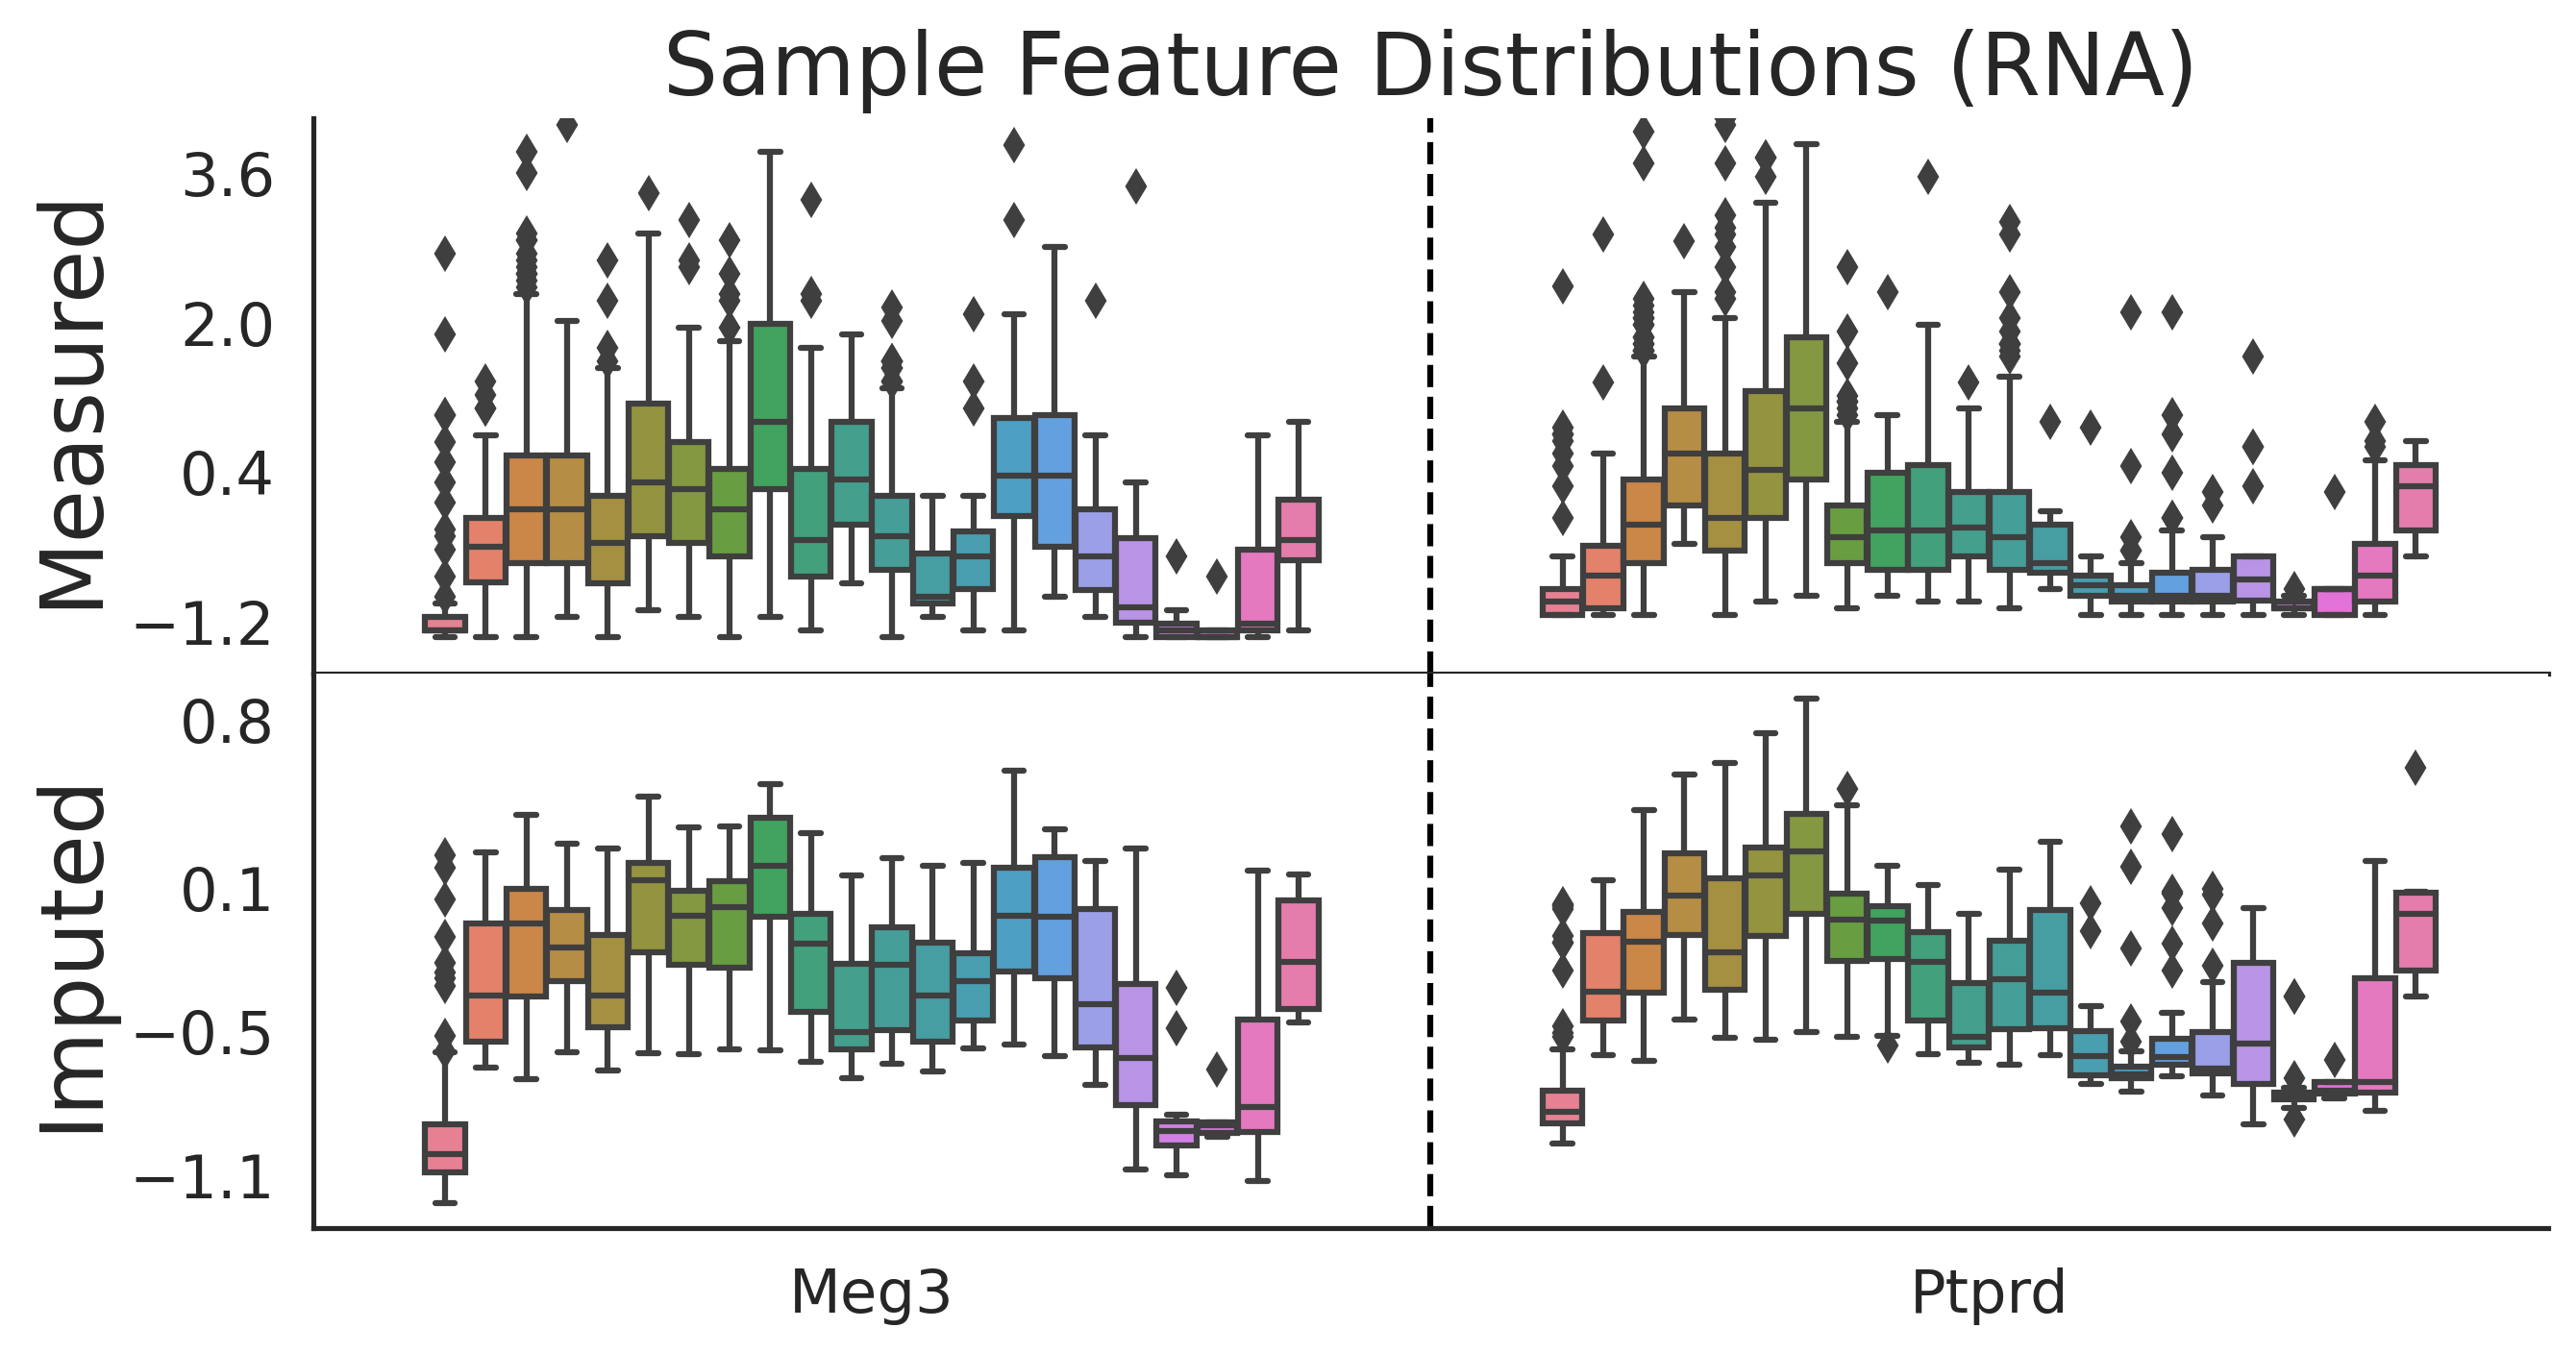 Sample Feature Distributions (RNA)
Measured
3.6
2.0
0.4
−1.2
Imputed
0.8
0.1
−0.5
−1.1
Meg3
Ptprd